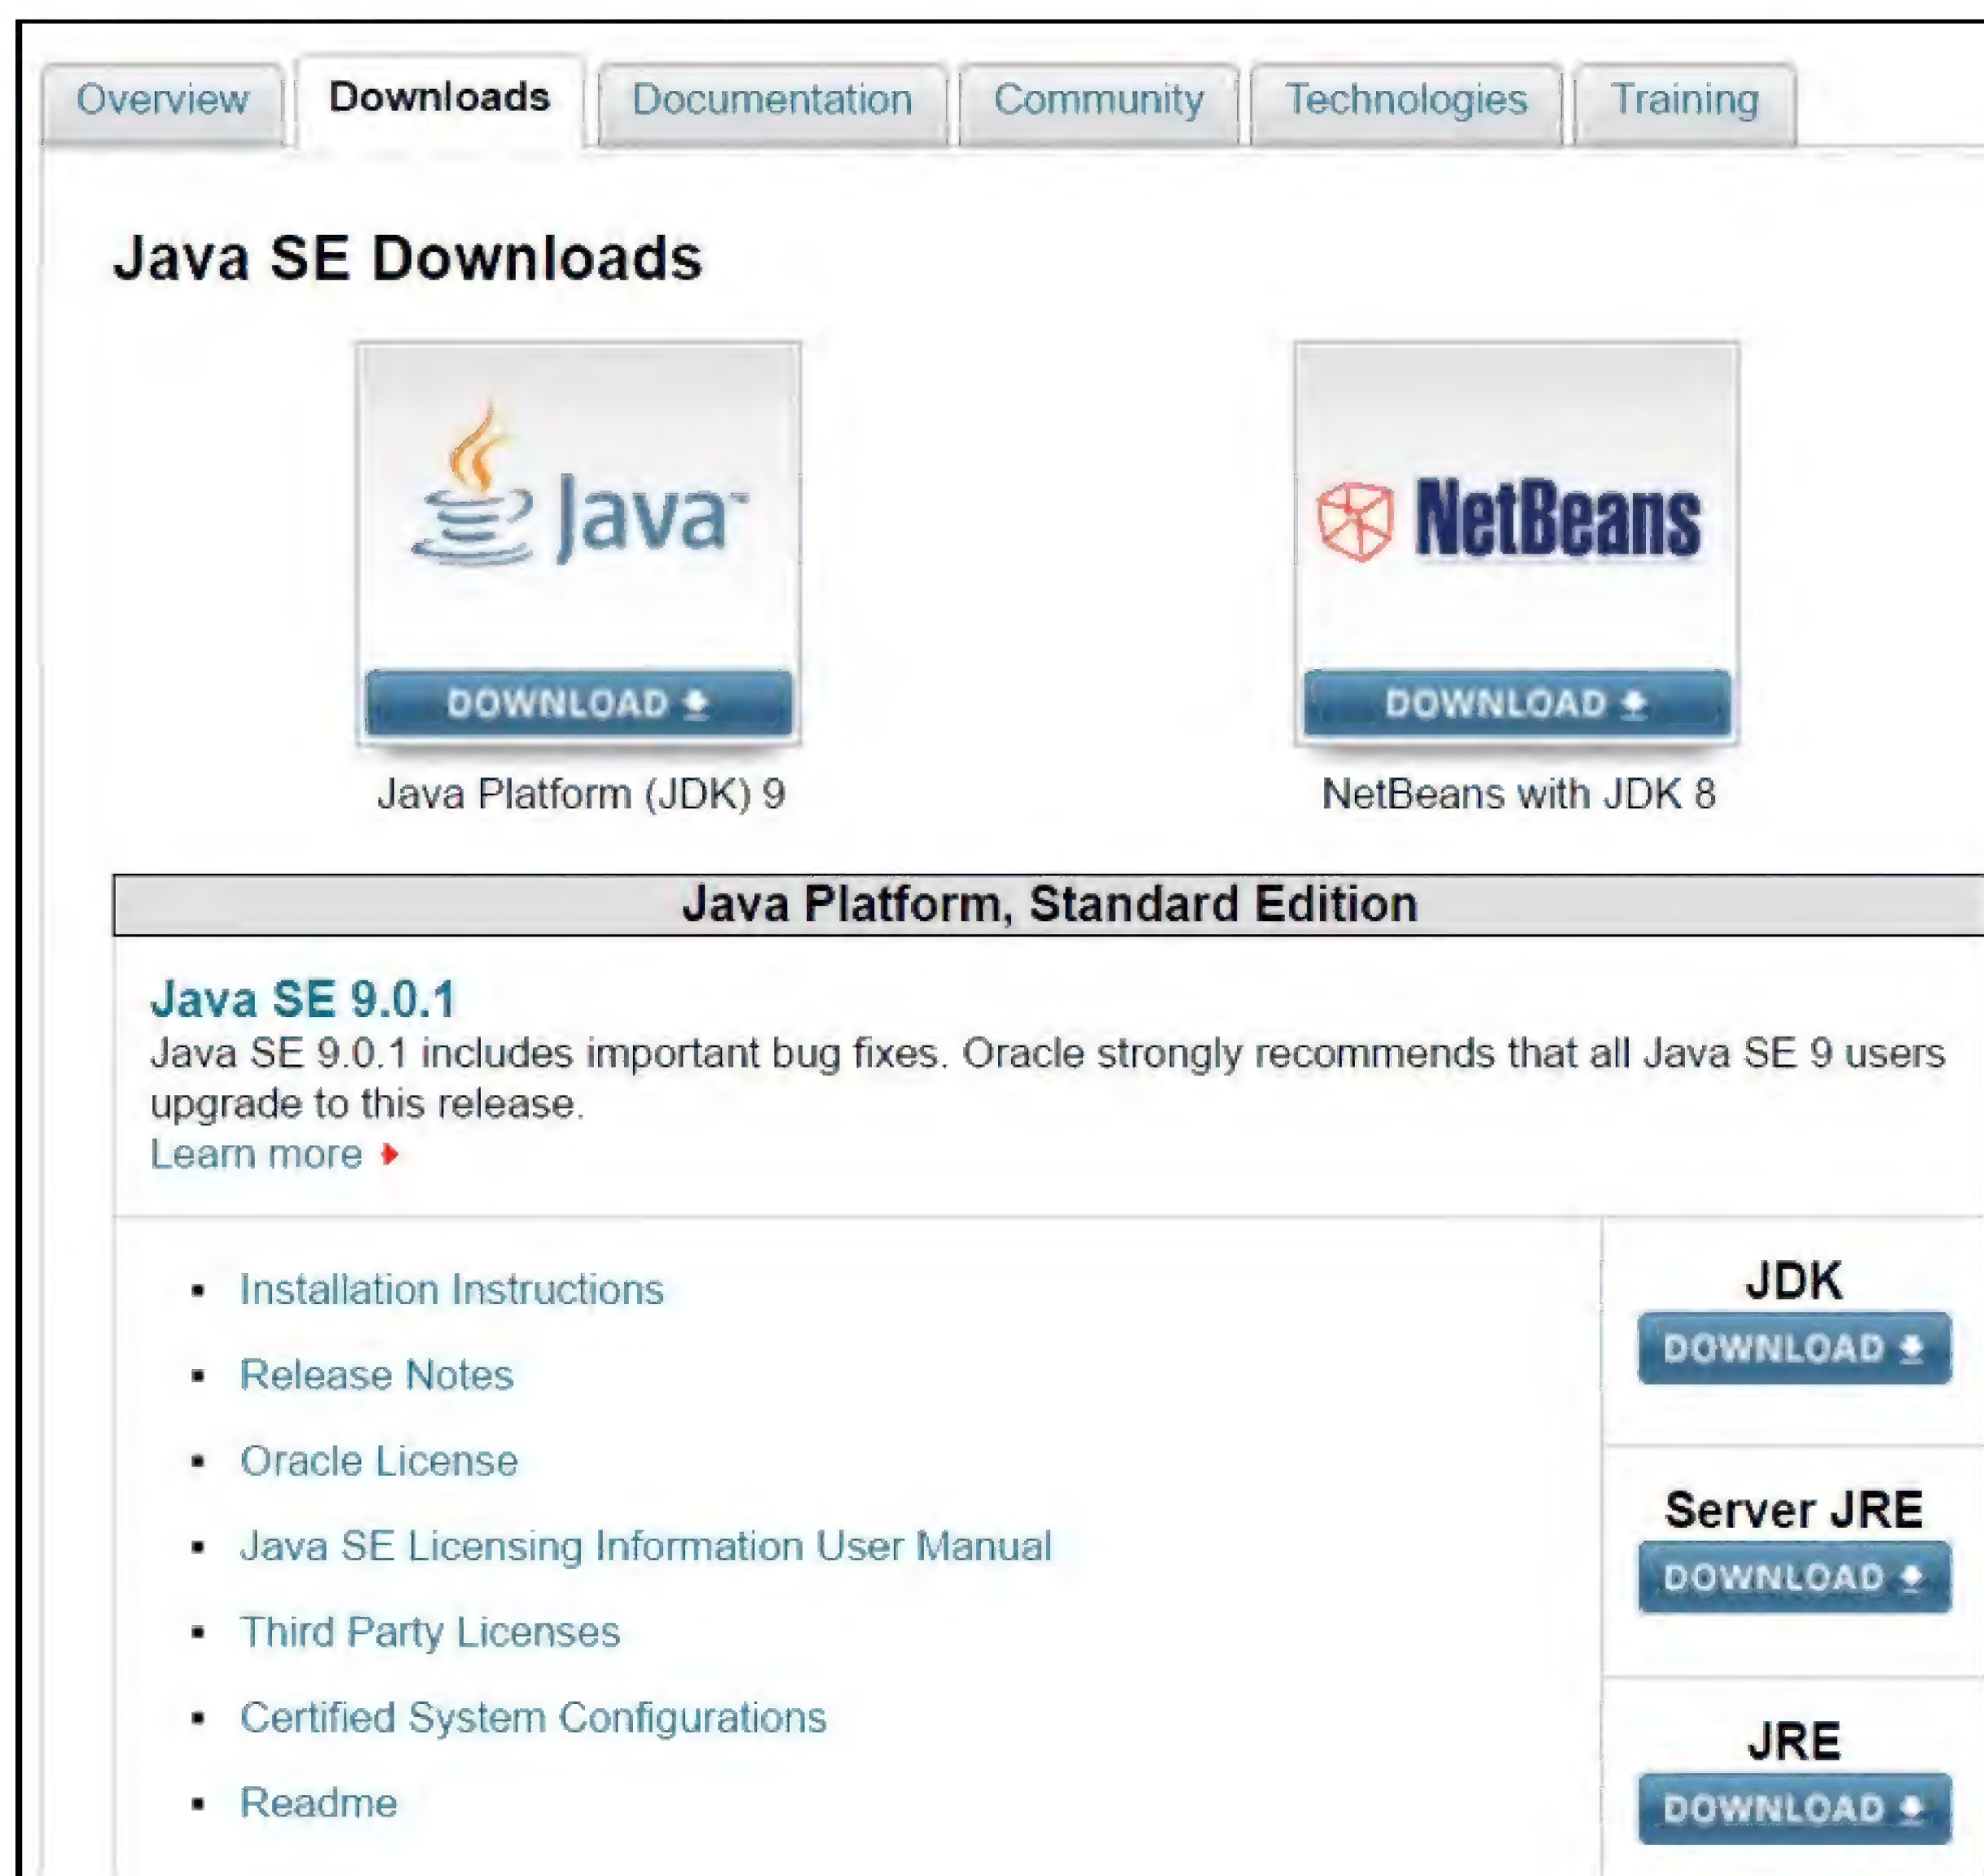 Overview Downloads Documentation Community Technologies Training
Java SE Downloads
Java™ NetBeans
DOWNLOAD DOWNLOAD
Java Platform (JDK) 9 NetBeans with JDK 8
Java Platform, Standard Edition
Java SE 9.0.1
Java SE 9.0.1 includes important bug fixes. Oracle strongly recommends that all Java SE 9 users
upgrade to this release.
Learn more
Installation Instructions
Release Notes
Oracle License
Java SE Licensing Information User Manual
Third Party Licenses
Certified System Configurations
Readme
JDK
DOWNLOAD
Server JRE
DOWNLOAD
JRE
DOWNLOAD